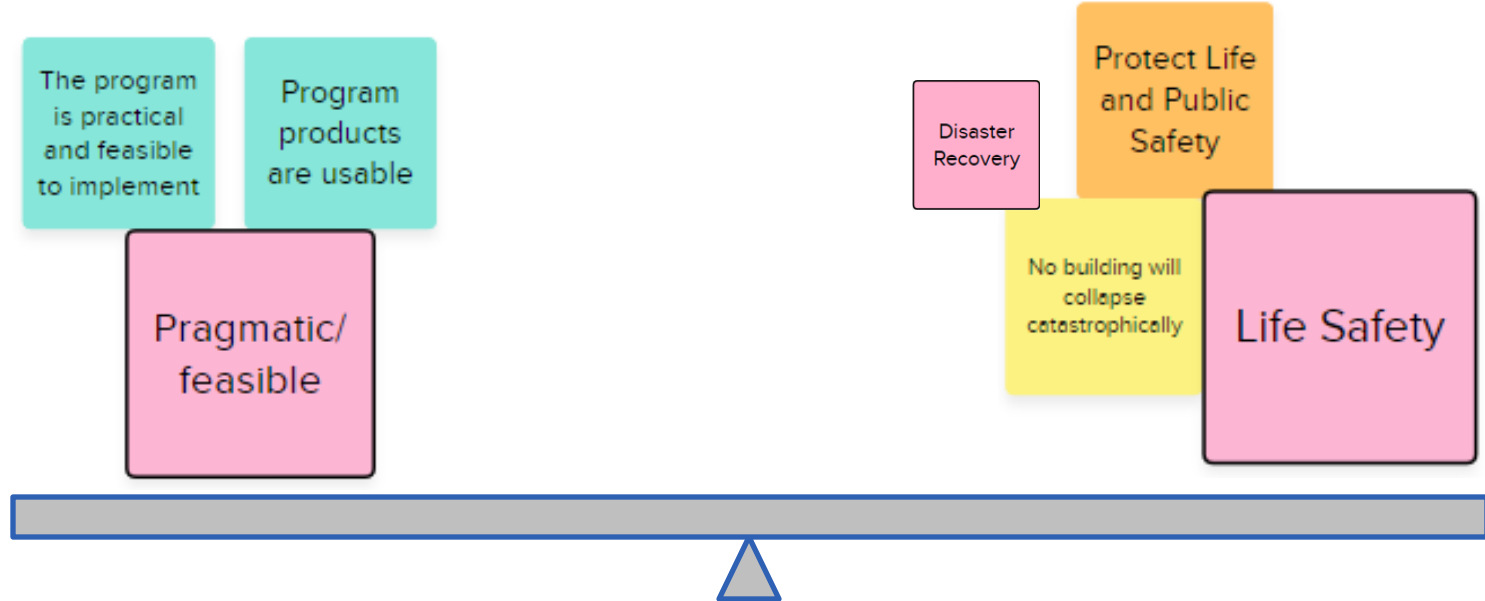 The program
is practical
and feasible
to implement
Program
products
are usable
Pragmatic/
feasible
Disaster
Recovery
Protect Life
and Public
Safety
No building will
collapse
catastrophically
Life Safety